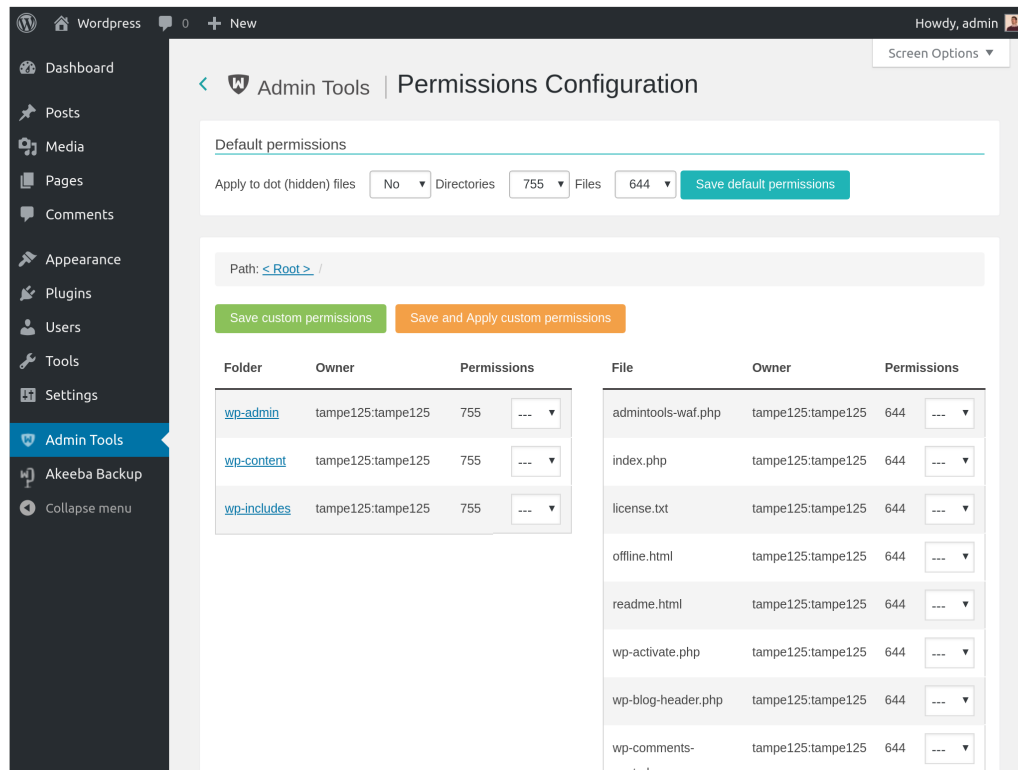 Wordpress 0 New Howdy, admin
Screen Options ▼
Dashboard
Posts
Media
Pages
Comments
Appearance
Plugins
Users
Tools
Settings
Admin Tools
Akeeba Backup
Collapse menu
Admin Tools | Permissions Configuration
Default permissions
Apply to dot (hidden) files No ▼ Directories 755 ▼ Files 644 ▼ Save default permissions
Path: < Root > /
Save custom permissions Save and Apply custom permissions
Folder Owner Permissions
wp-admin tampe125:tampe125 755 --- ▼
wp-content tampe125:tampe125 755 --- ▼
wp-includes tampe125:tampe125 755 --- ▼
File Owner Permissions
admintools-waf.php tampe125:tampe125 644 --- ▼
index.php tampe125:tampe125 644 --- ▼
license.txt tampe125:tampe125 644 --- ▼
offline.html tampe125:tampe125 644 --- ▼
readme.html tampe125:tampe125 644 --- ▼
wp-activate.php tampe125:tampe125 644 --- ▼
wp-blog-header.php tampe125:tampe125 644 --- ▼
wp-comments- tampe125:tampe125 644 --- ▼